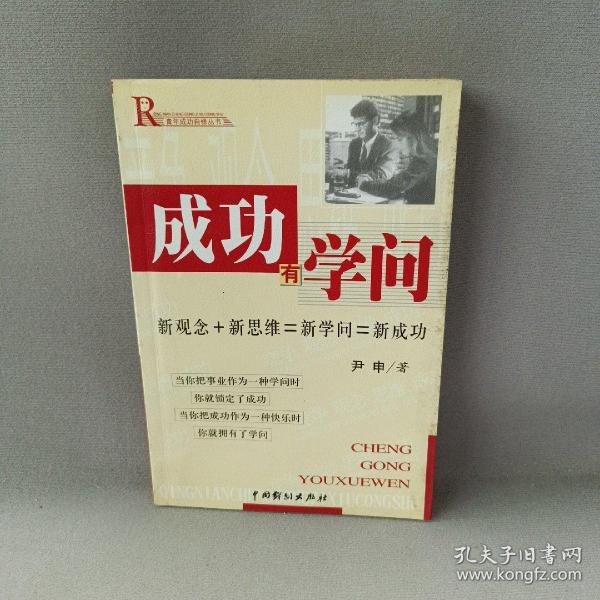 R
青年成功自修丛书
成功
有
学问
新观念+新思维=新学问=新成功
尹申/著
当你把事业作为一种学问时
你就锁定了成功
当你把成功作为一种快乐时
你就拥有了学问
CHENG
GONG
YOUXUEWEN
中国戏剧出版社
孔夫子旧书网
www.kongfz.com